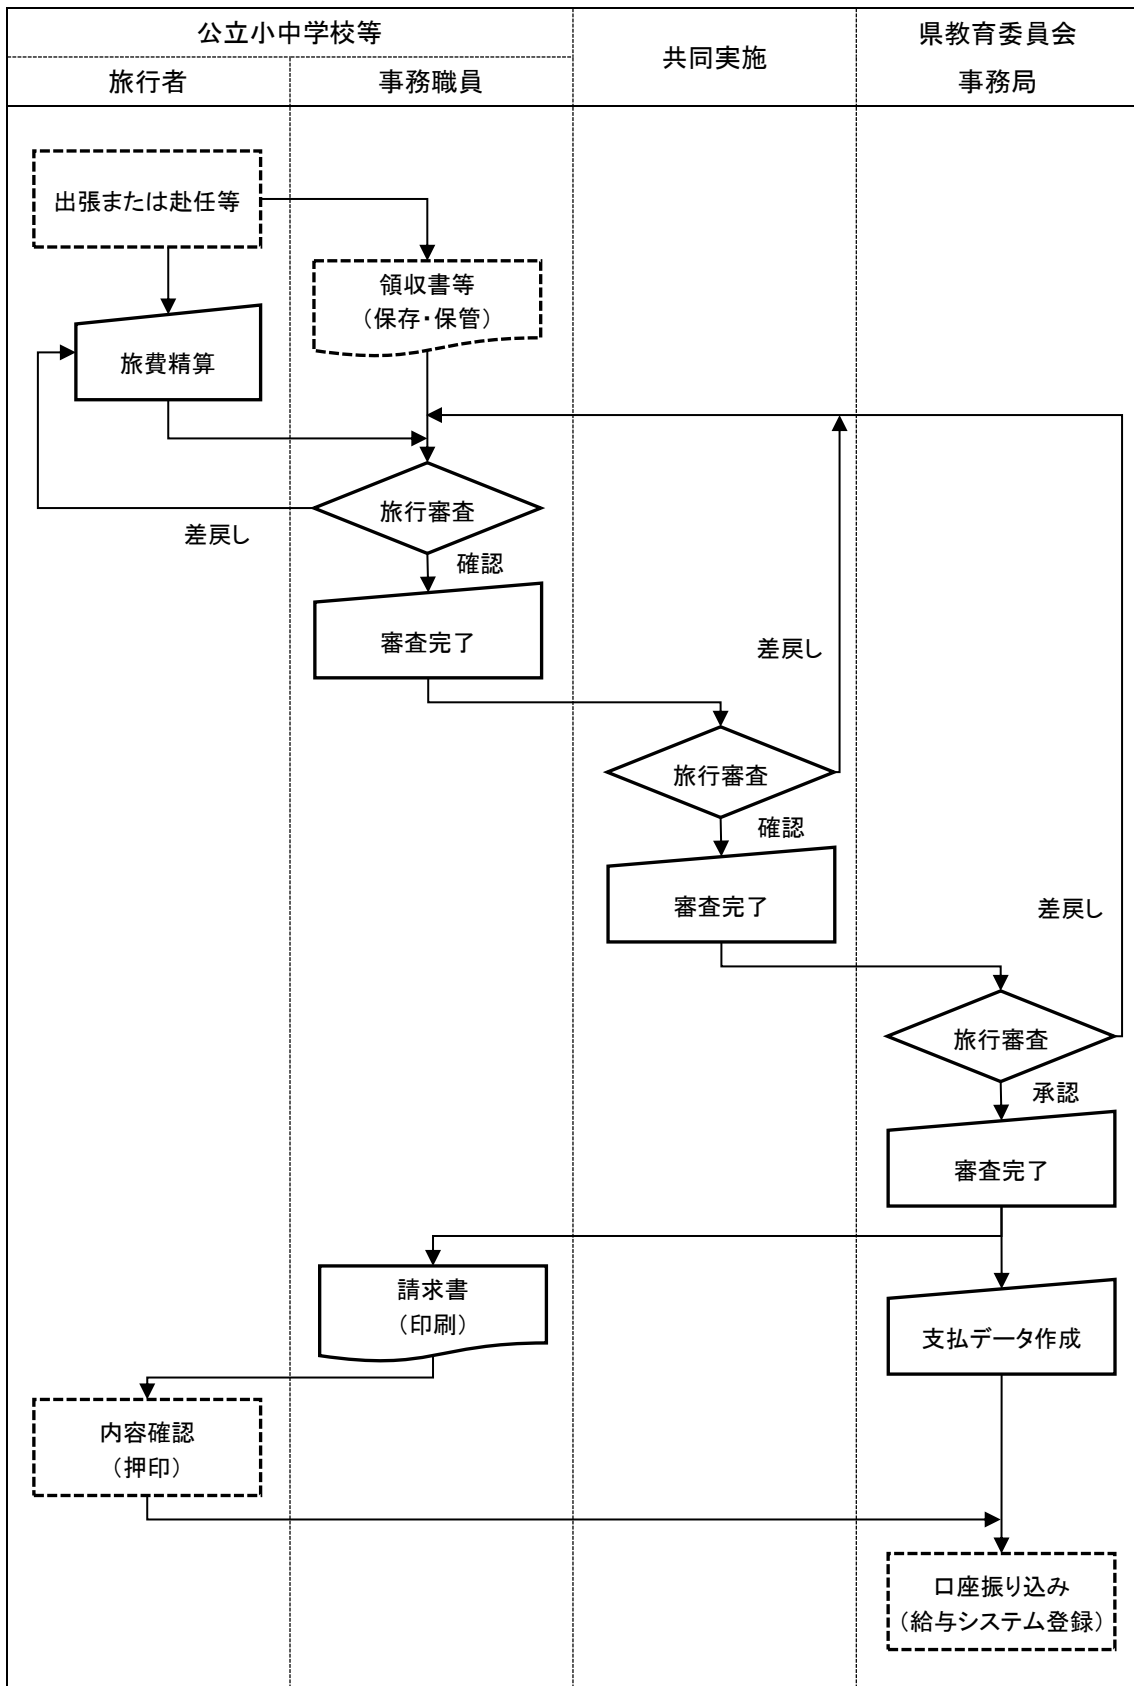 公立小中学校等
共同実施
県教育委員会
事務局
旅行者
事務職員
出張または赴任等
領収書等
（保存・保管）
旅費精算
旅行審査
差戻し
確認
審査完了
差戻し
旅行審査
確認
審査完了
差戻し
旅行審査
承認
審査完了
請求書
（印刷）
支払データ作成
内容確認
（押印）
口座振り込み
（給与システム登録）